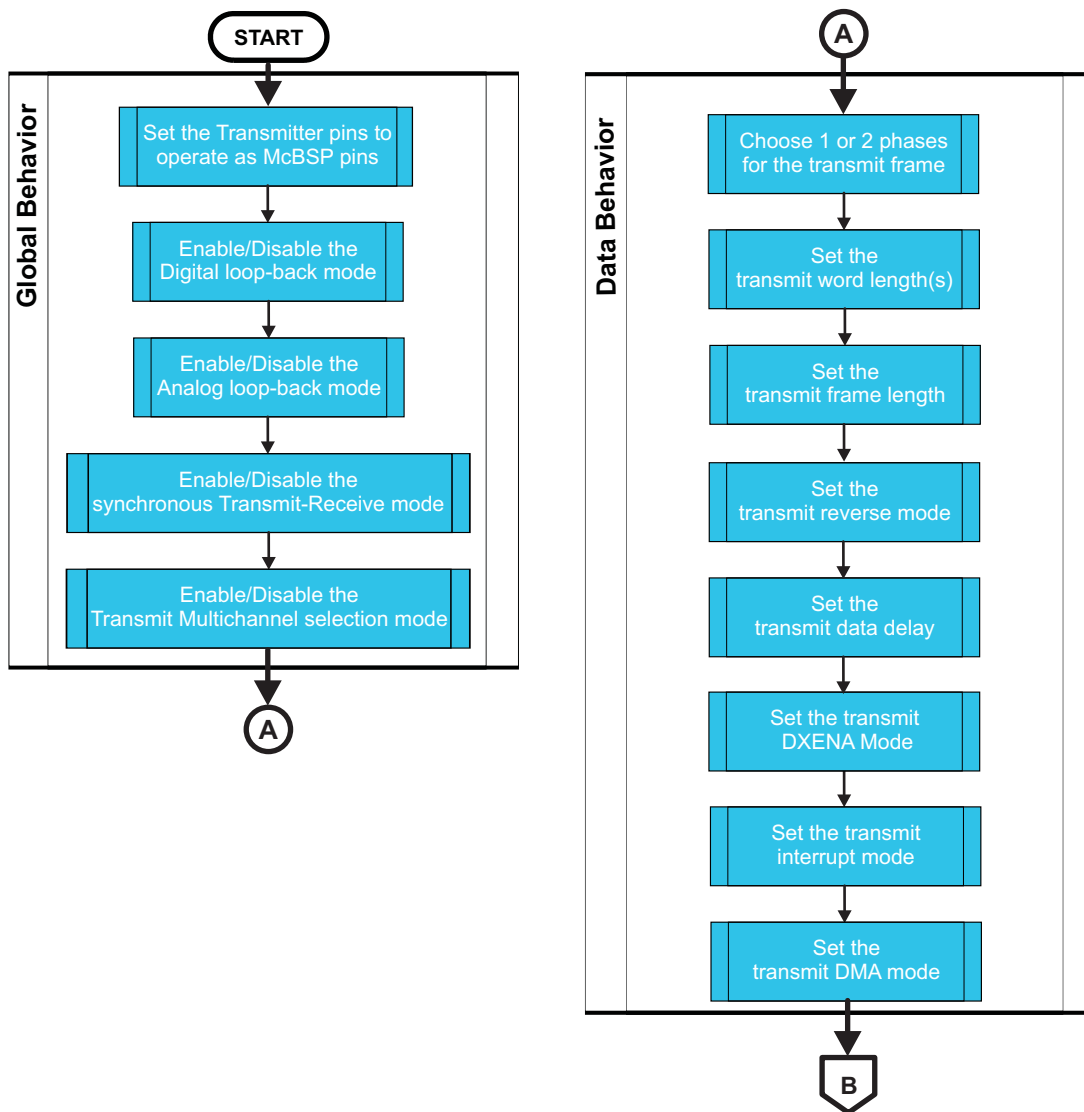 START
Global Behavior
Set the Transmitter pins to
operate as McBSP pins
Enable/Disable the
Digital loop-back mode
Enable/Disable the
Analog loop-back mode
Enable/Disable the
synchronous Transmit-Receive mode
Enable/Disable the
Transmit Multichannel selection mode
A
A
Data Behavior
Choose 1 or 2 phases
for the transmit frame
Set the
transmit word length(s)
Set the
transmit frame length
Set the
transmit reverse mode
Set the
transmit data delay
Set the transmit
DXENA Mode
Set the transmit
interrupt mode
Set the
transmit DMA mode
B